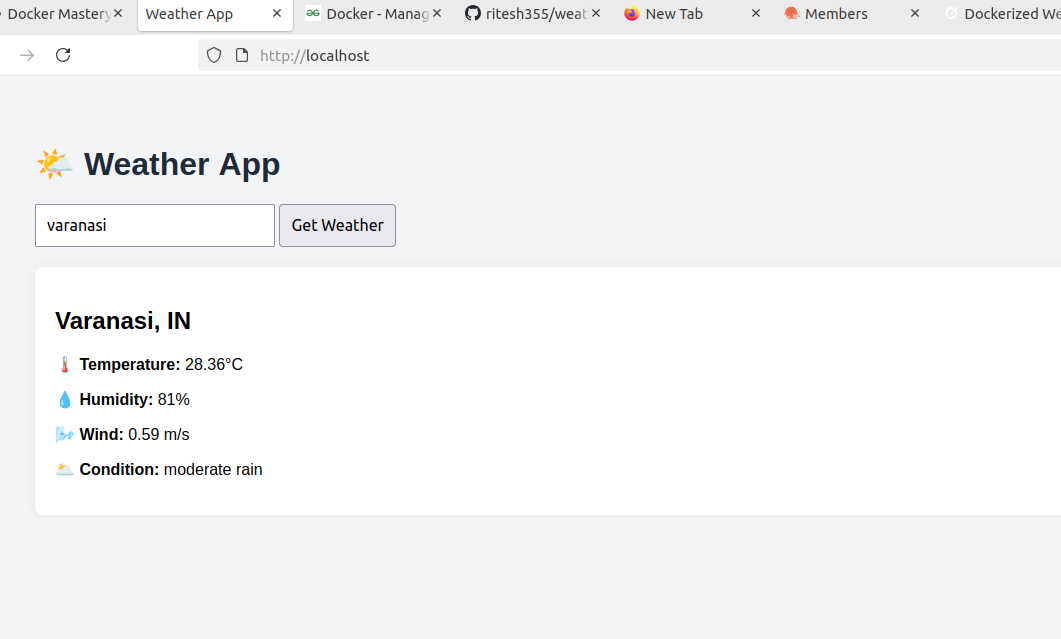 Docker Mastery
Weather App
Docker - Manag
ritesh355/weat
New Tab
Members
Dockerized We
http://localhost
🌤️ Weather App
varanasi
Get Weather
Varanasi, IN
🌡️ Temperature: 28.36°C
💧 Humidity: 81%
🌬️ Wind: 0.59 m/s
🌥️ Condition: moderate rain